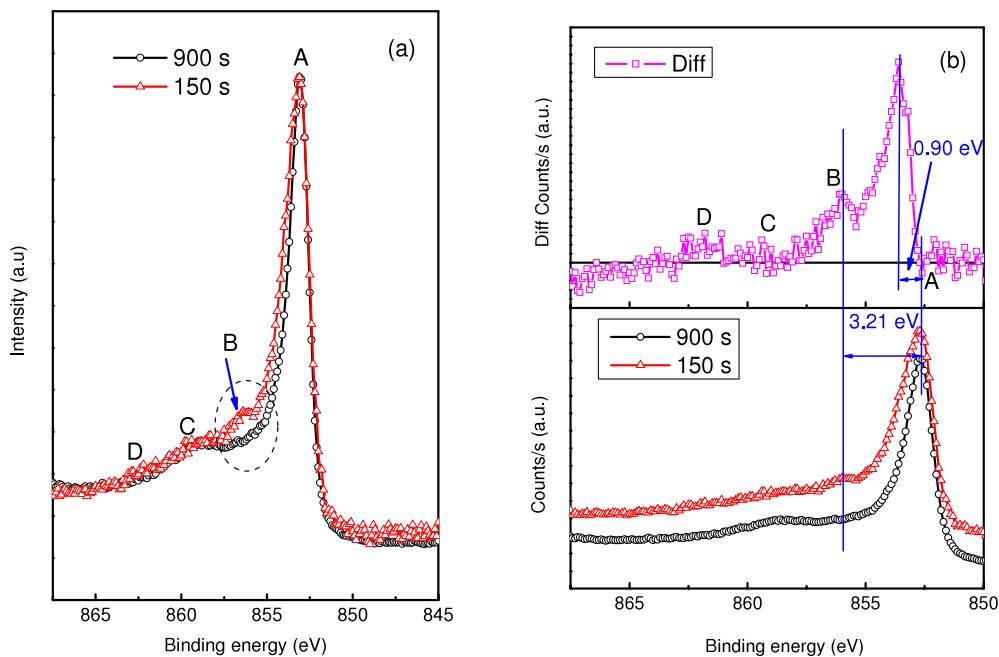 (a)
900 s
150 s
A
B
C
D
Intensity (a.u)
865 860 855 850 845
Binding energy (eV)
(b)
Diff
0.90 eV
B
D
C
A
Diff Counts/s (a.u.)
3.21 eV
900 s
150 s
Counts/s (a.u.)
865 860 855 850
Binding energy (eV)